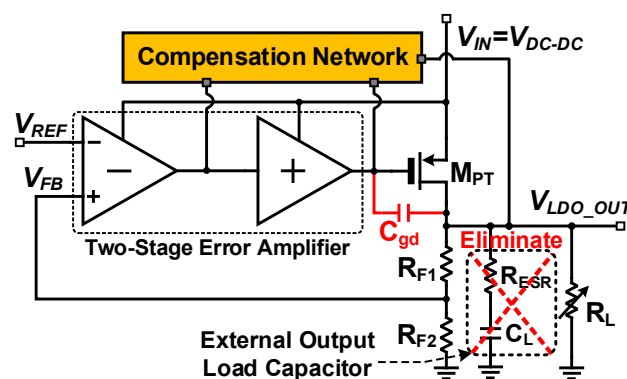 Compensation Network
V_IN=V_DC-DC
V_REF
−
−
+
V_FB
+
M_PT
V_LDO_OUT
C_gd
Eliminate
Two-Stage Error Amplifier
R_F1
R_ESR
R_L
R_F2
C_L
External Output
Load Capacitor